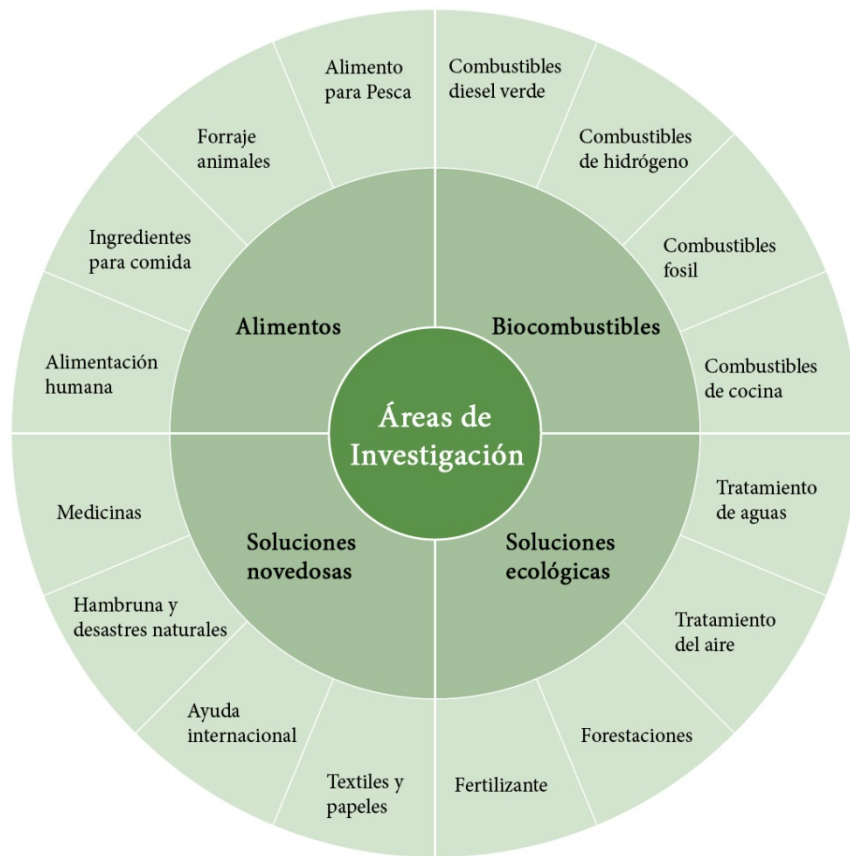 Alimento
para Pesca
Combustibles
diesel verde
Forraje
animales
Combustibles
de hidrógeno
Ingredientes
para comida
Combustibles
fosil
Alimentos
Biocombustibles
Alimentación
humana
Combustibles
de cocina
Áreas de
Investigación
Medicinas
Tratamiento
de aguas
Soluciones
novedosas
Soluciones
ecológicas
Hambruna y
desastres naturales
Tratamiento
del aire
Ayuda
internacional
Forestaciones
Textiles y
papeles
Fertilizante